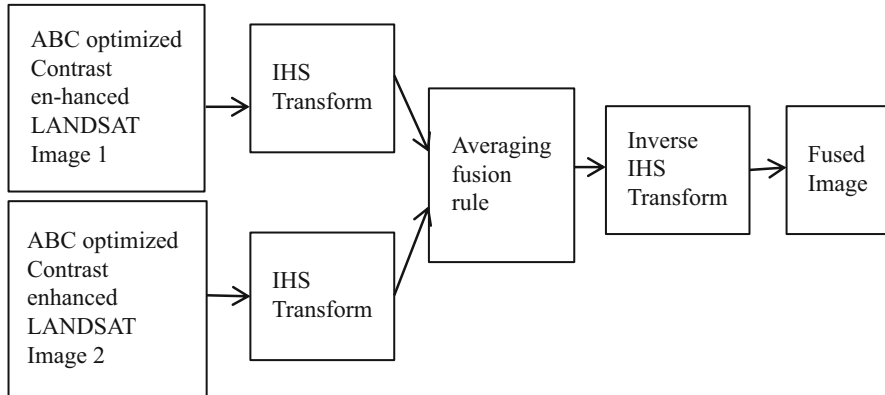 ABC optimized
Contrast
en-hanced
LANDSAT
Image 1
IHS
Transform
Averaging
fusion
rule
Inverse
IHS
Transform
Fused
Image
ABC optimized
Contrast
enhanced
LANDSAT
Image 2
IHS
Transform